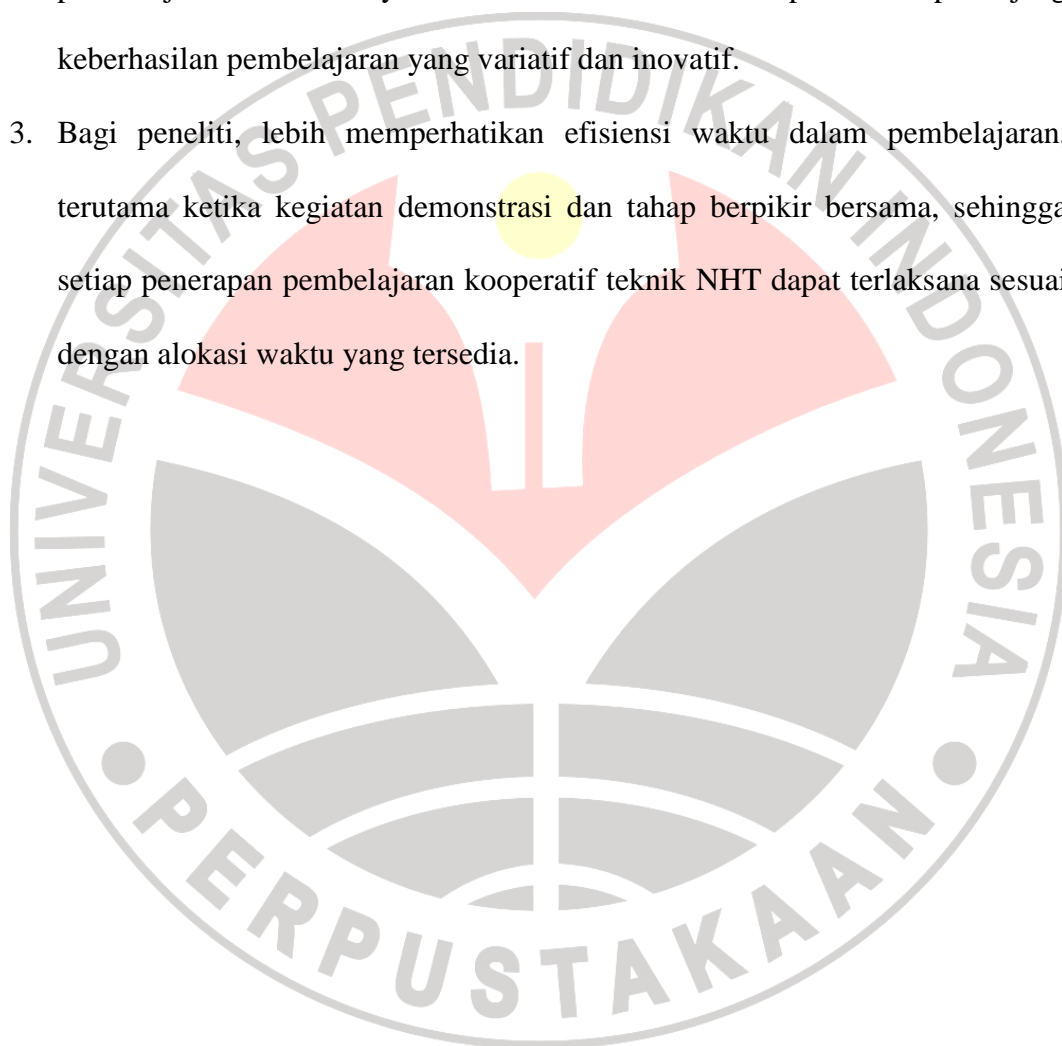 keberhasilan pembelajaran yang variatif dan inovatif.
3. Bagi peneliti, lebih memperhatikan efisiensi waktu dalam pembelajaran,
terutama ketika kegiatan demonstrasi dan tahap berpikir bersama, sehingga
setiap penerapan pembelajaran kooperatif teknik NHT dapat terlaksana sesuai
dengan alokasi waktu yang tersedia.
UNIVERSITAS PENDIDIKAN INDONESIA
PERPUSTAKAAN